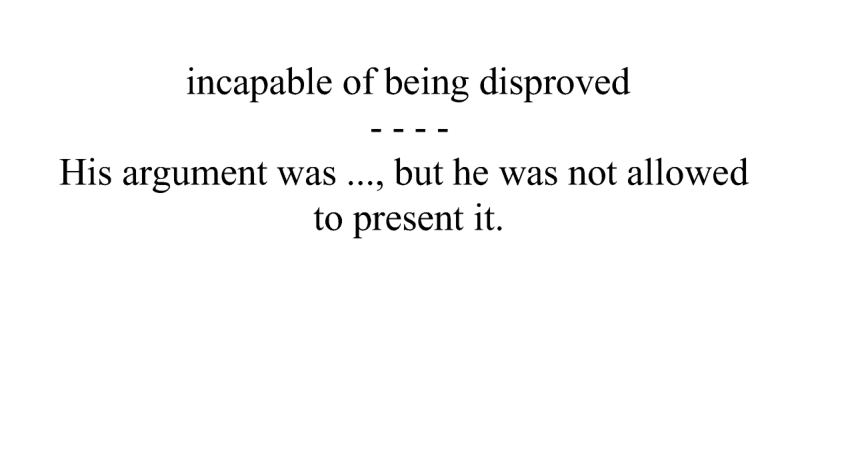 incapable of being disproved
- - - -
His argument was ..., but he was not allowed
to present it.